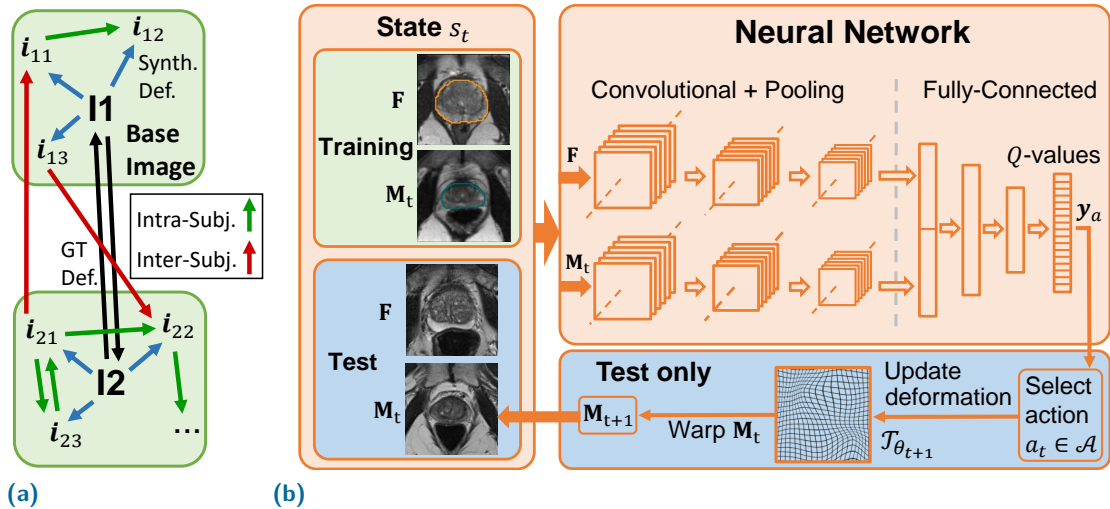 i₁₁
i₁₂
Synth.
Def.
I1
Base
Image
i₁₃
Intra-Subj.
Inter-Subj.
GT
Def.
i₂₁
i₂₂
I2
i₂₃
...
(a)
State sₜ
F
Training
Mₜ
F
Test
Mₜ
(b)
Neural Network
Convolutional + Pooling
Fully-Connected
F
Q-values
yₐ
Mₜ
Test only
Update
deformation
𝒯_{θ_{t+1}}
Select
action
aₜ ∈ 𝒜
Mₜ₊₁
Warp Mₜ